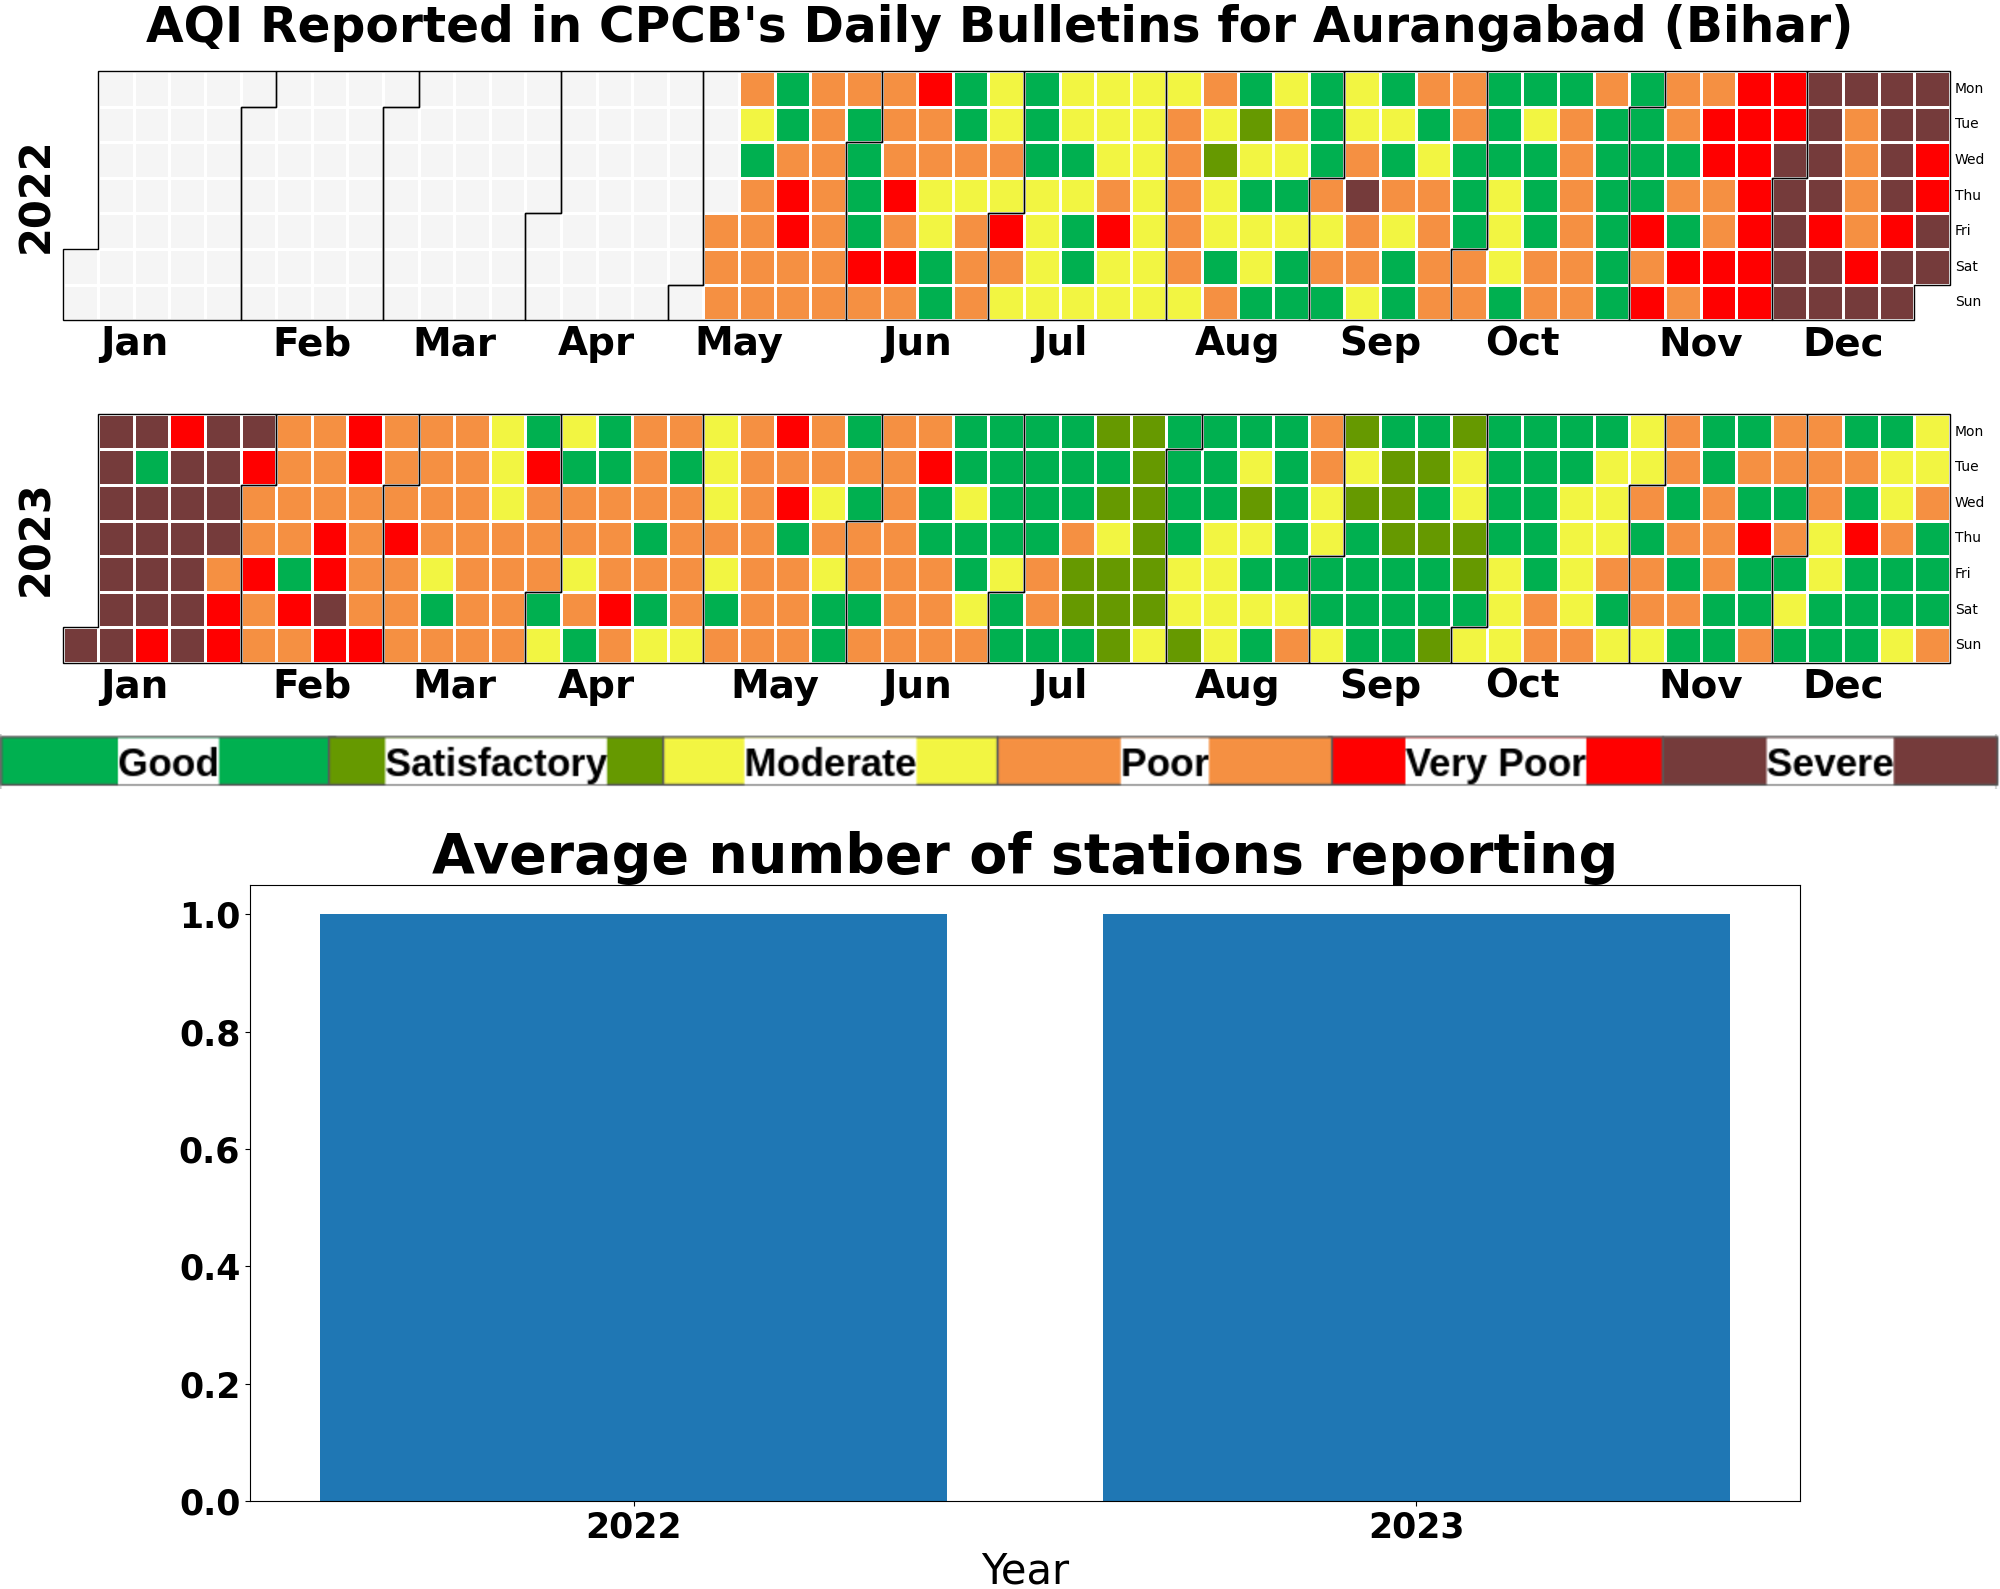 AQI Reported in CPCB's Daily Bulletins for Aurangabad (Bihar)
2022
Mon
Tue
Wed
Thu
Fri
Sat
Sun
Jan Feb Mar Apr May Jun Jul Aug Sep Oct Nov Dec
2023
Mon
Tue
Wed
Thu
Fri
Sat
Sun
Jan Feb Mar Apr May Jun Jul Aug Sep Oct Nov Dec
Good Satisfactory Moderate Poor Very Poor Severe
Average number of stations reporting
1.0
0.8
0.6
0.4
0.2
0.0
2022 2023
Year